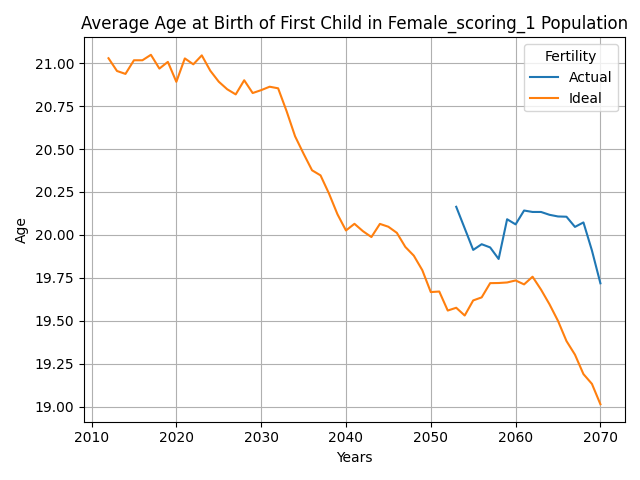 Average Age at Birth of First Child in Female_scoring_1 Population
Fertility
Actual
Ideal
21.00
20.75
20.50
20.25
20.00
19.75
19.50
19.25
19.00
Age
2010
2020
2030
2040
2050
2060
2070
Years